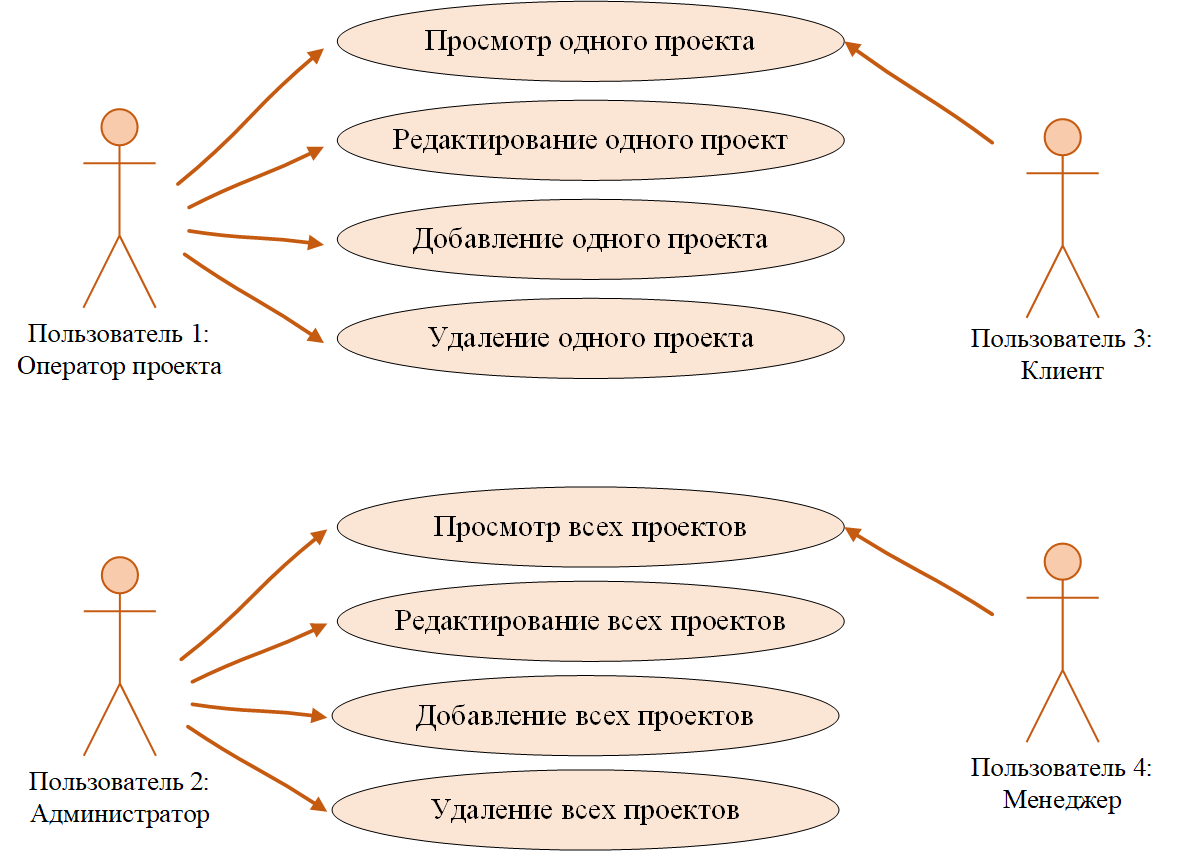 Просмотр одного проекта
Редактирование одного проект
Добавление одного проекта
Удаление одного проекта
Пользователь 1:
Оператор проекта
Пользователь 3:
Клиент
Просмотр всех проектов
Редактирование всех проектов
Добавление всех проектов
Удаление всех проектов
Пользователь 2:
Администратор
Пользователь 4:
Менеджер